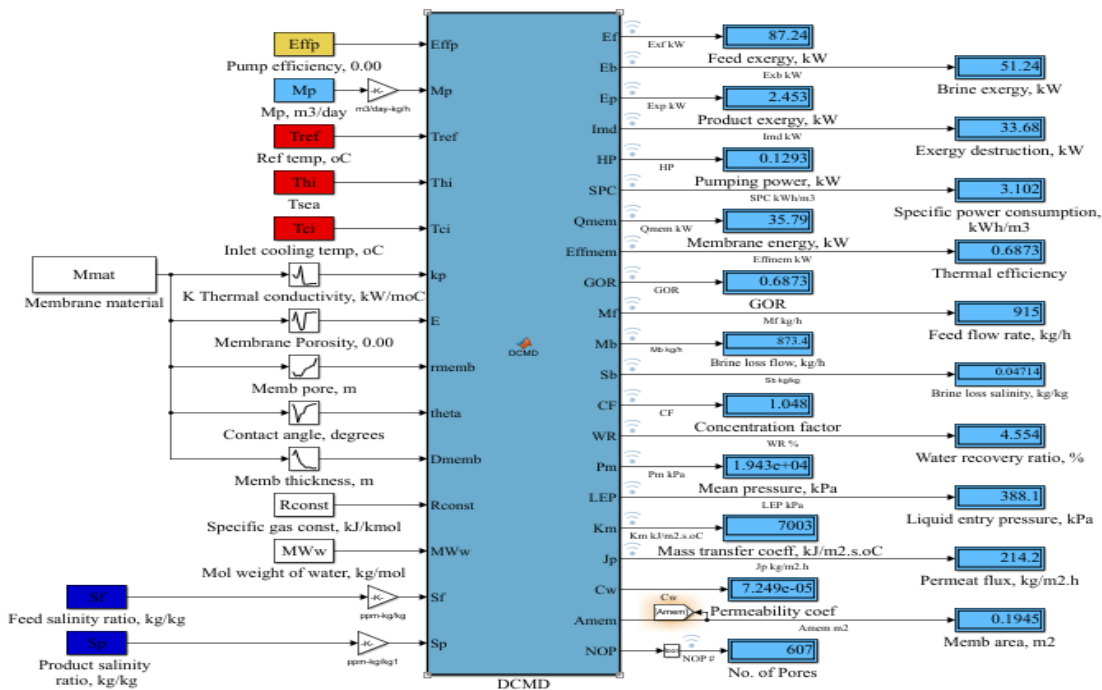 Effp
Pump efficiency, 0.00
Mp
-K-
m3/day-kg/h
Mp, m3/day
Tref
Ref temp, oC
Thi
Tsea
Tci
Inlet cooling temp, oC
Mmat
Membrane material
K Thermal conductivity, kW/moC
Membrane Porosity, 0.00
Memb pore, m
Contact angle, degrees
Memb thickness, m
Rconst
Specific gas const, kJ/kmol
MWw
Mol weight of water, kg/mol
Sf
-K-
ppm-kg/kg
Feed salinity ratio, kg/kg
Sp
-K-
ppm-kg/kg1
Product salinity
ratio, kg/kg
Effp
Mp
Tref
Thi
Tci
kp
E
rmemb
theta
Dmemb
Rconst
MWw
Sf
Sp
DCMD
DCMD
Ef
Exf kW
87.24
Feed exergy, kW
Eb
Exb kW
51.24
Brine exergy, kW
Ep
Exp kW
2.453
Product exergy, kW
Imd
Imd kW
33.68
Exergy destruction, kW
HP
HP
0.1293
Pumping power, kW
SPC
SPC kWh/m3
3.102
Specific power consumption,
kWh/m3
Qmem
Qmem kW
35.79
Membrane energy, kW
Effmem
Effmem kW
0.6873
Thermal efficiency
GOR
GOR
0.6873
GOR
Mf
Mf kg/h
915
Feed flow rate, kg/h
Mb
Mb kg/h
873.4
Brine loss flow, kg/h
Sb
Sb kg/kg
0.04714
Brine loss salinity, kg/kg
CF
CF
1.048
Concentration factor
WR
WR %
4.554
Water recovery ratio, %
Pm
Pm kPa
1.943e+04
Mean pressure, kPa
LEP
LEP kPa
388.1
Liquid entry pressure, kPa
Km
Km kJ/m2.s.oC
7003
Mass transfer coeff, kJ/m2.s.oC
Jp
Jp kg/m2.h
214.2
Permeat flux, kg/m2.h
Cw
Cw
7.249e-05
Permeability coef
Amem
[Amem]
Amem m2
0.1945
Memb area, m2
NOP
NOP #
607
No. of Pores